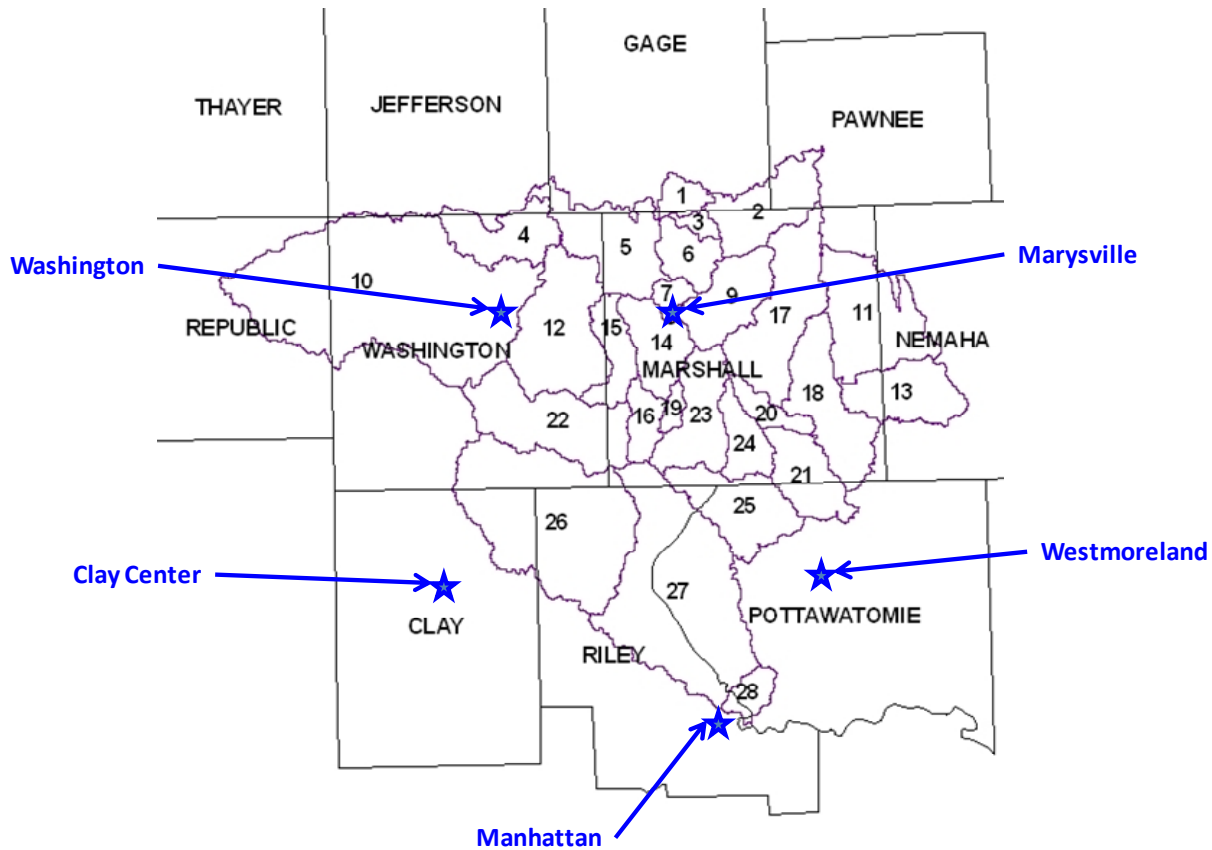 GAGE
THAYER
JEFFERSON
PAWNEE
1
2
3
4
5
6
Washington
Marysville
10
7
9
17
11
REPUBLIC
12
15
14
NEMAHA
WASHINGTON
MARSHALL
13
18
22
16
19
23
20
24
21
25
26
Westmoreland
Clay Center
27
CLAY
POTTAWATOMIE
RILEY
28
Manhattan